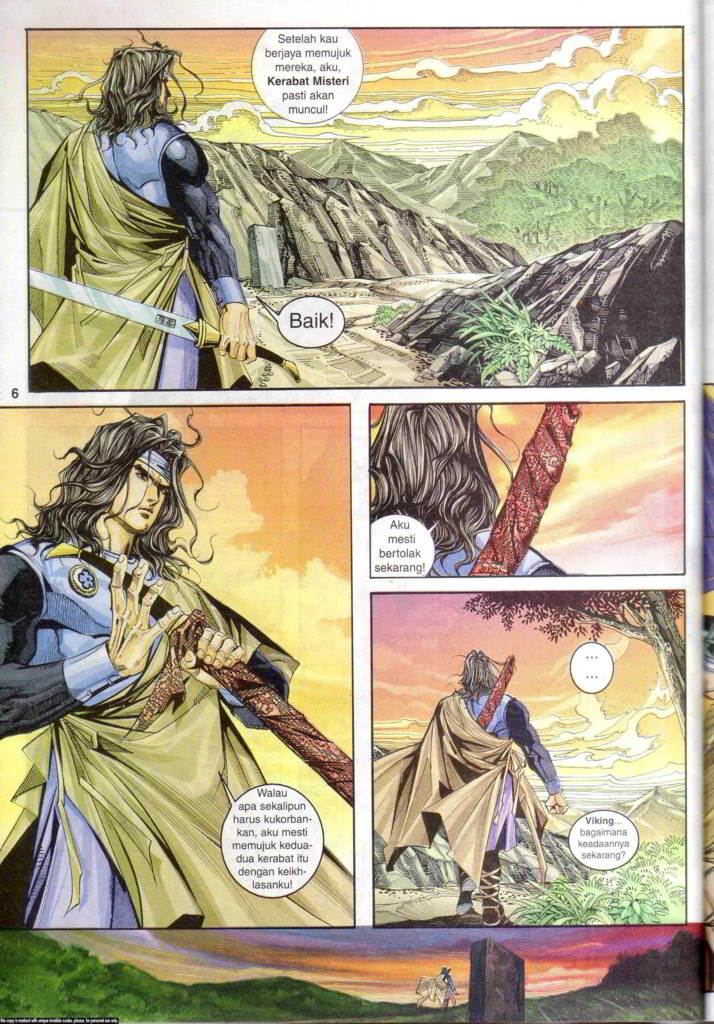 Setelah kau
berjaya memujuk
mereka, aku,
Kerabat Misteri
pasti akan
muncul!
Baik!
6
Aku
mesti
bertolak
sekarang!
Walau
apa sekalipun
harus kukorban-
kan, aku mesti
memujuk kedua-
dua kerabat itu
dengan keikh-
lasanku!
...
...
Viking...
bagaimana
keadaannya
sekarang?